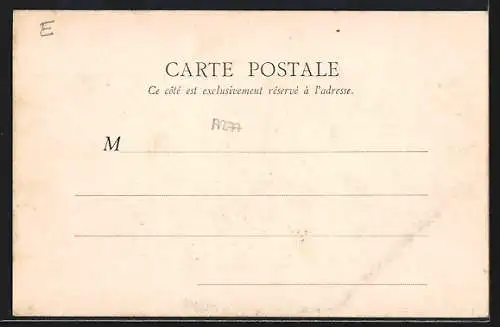 E
CARTE POSTALE
Ce côté est exclusivement réservé à l'adresse.
M